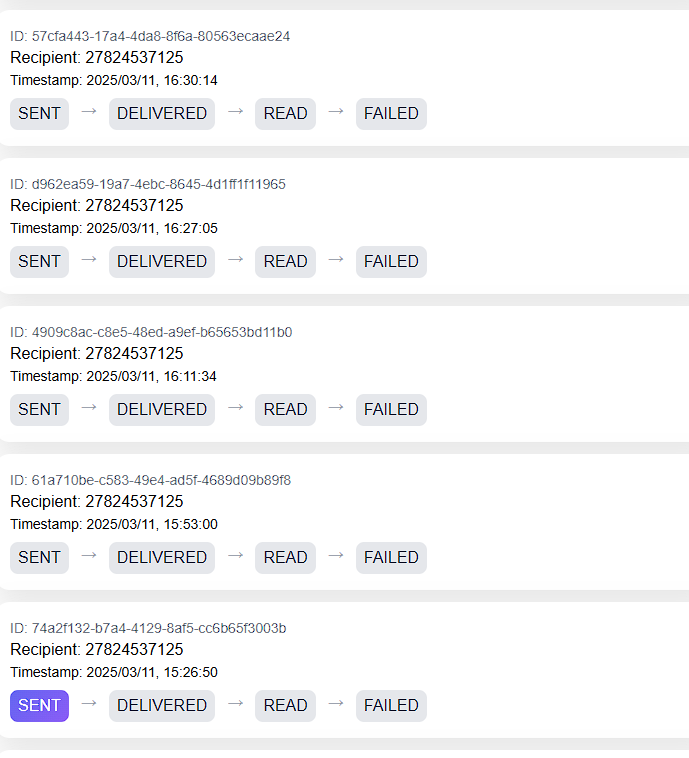 ID: 57cfa443-17a4-4da8-8f6a-80563ecaae24
Recipient: 27824537125
Timestamp: 2025/03/11, 16:30:14
SENT → DELIVERED → READ → FAILED
ID: d962ea59-19a7-4ebc-8645-4d1ff1f11965
Recipient: 27824537125
Timestamp: 2025/03/11, 16:27:05
SENT → DELIVERED → READ → FAILED
ID: 4909c8ac-c8e5-48ed-a9ef-b65653bd11b0
Recipient: 27824537125
Timestamp: 2025/03/11, 16:11:34
SENT → DELIVERED → READ → FAILED
ID: 61a710be-c583-49e4-ad5f-4689d09b89f8
Recipient: 27824537125
Timestamp: 2025/03/11, 15:53:00
SENT → DELIVERED → READ → FAILED
ID: 74a2f132-b7a4-4129-8af5-cc6b65f3003b
Recipient: 27824537125
Timestamp: 2025/03/11, 15:26:50
SENT → DELIVERED → READ → FAILED